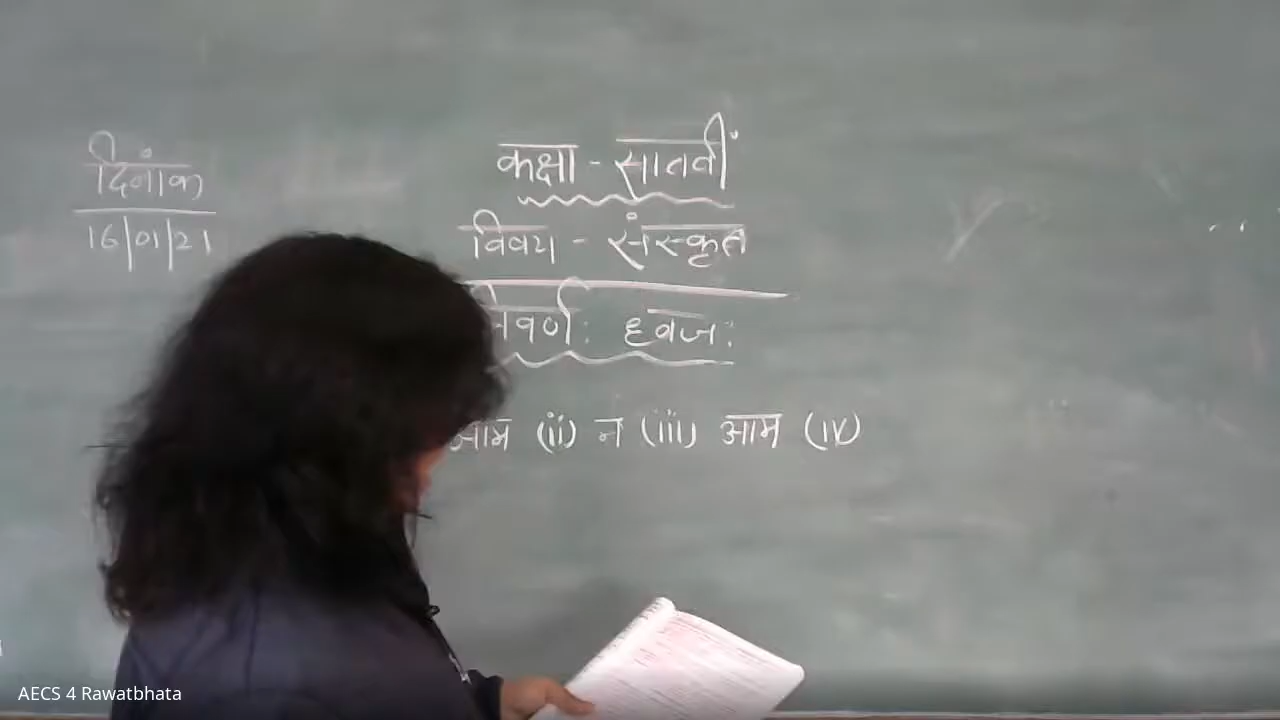 दिनांक
16/01/21
कक्षा - सातवीं
विषय - संस्कृत
ध्वजः
(ii) न (iii) आम (iv)
AECS 4 Rawatbhata